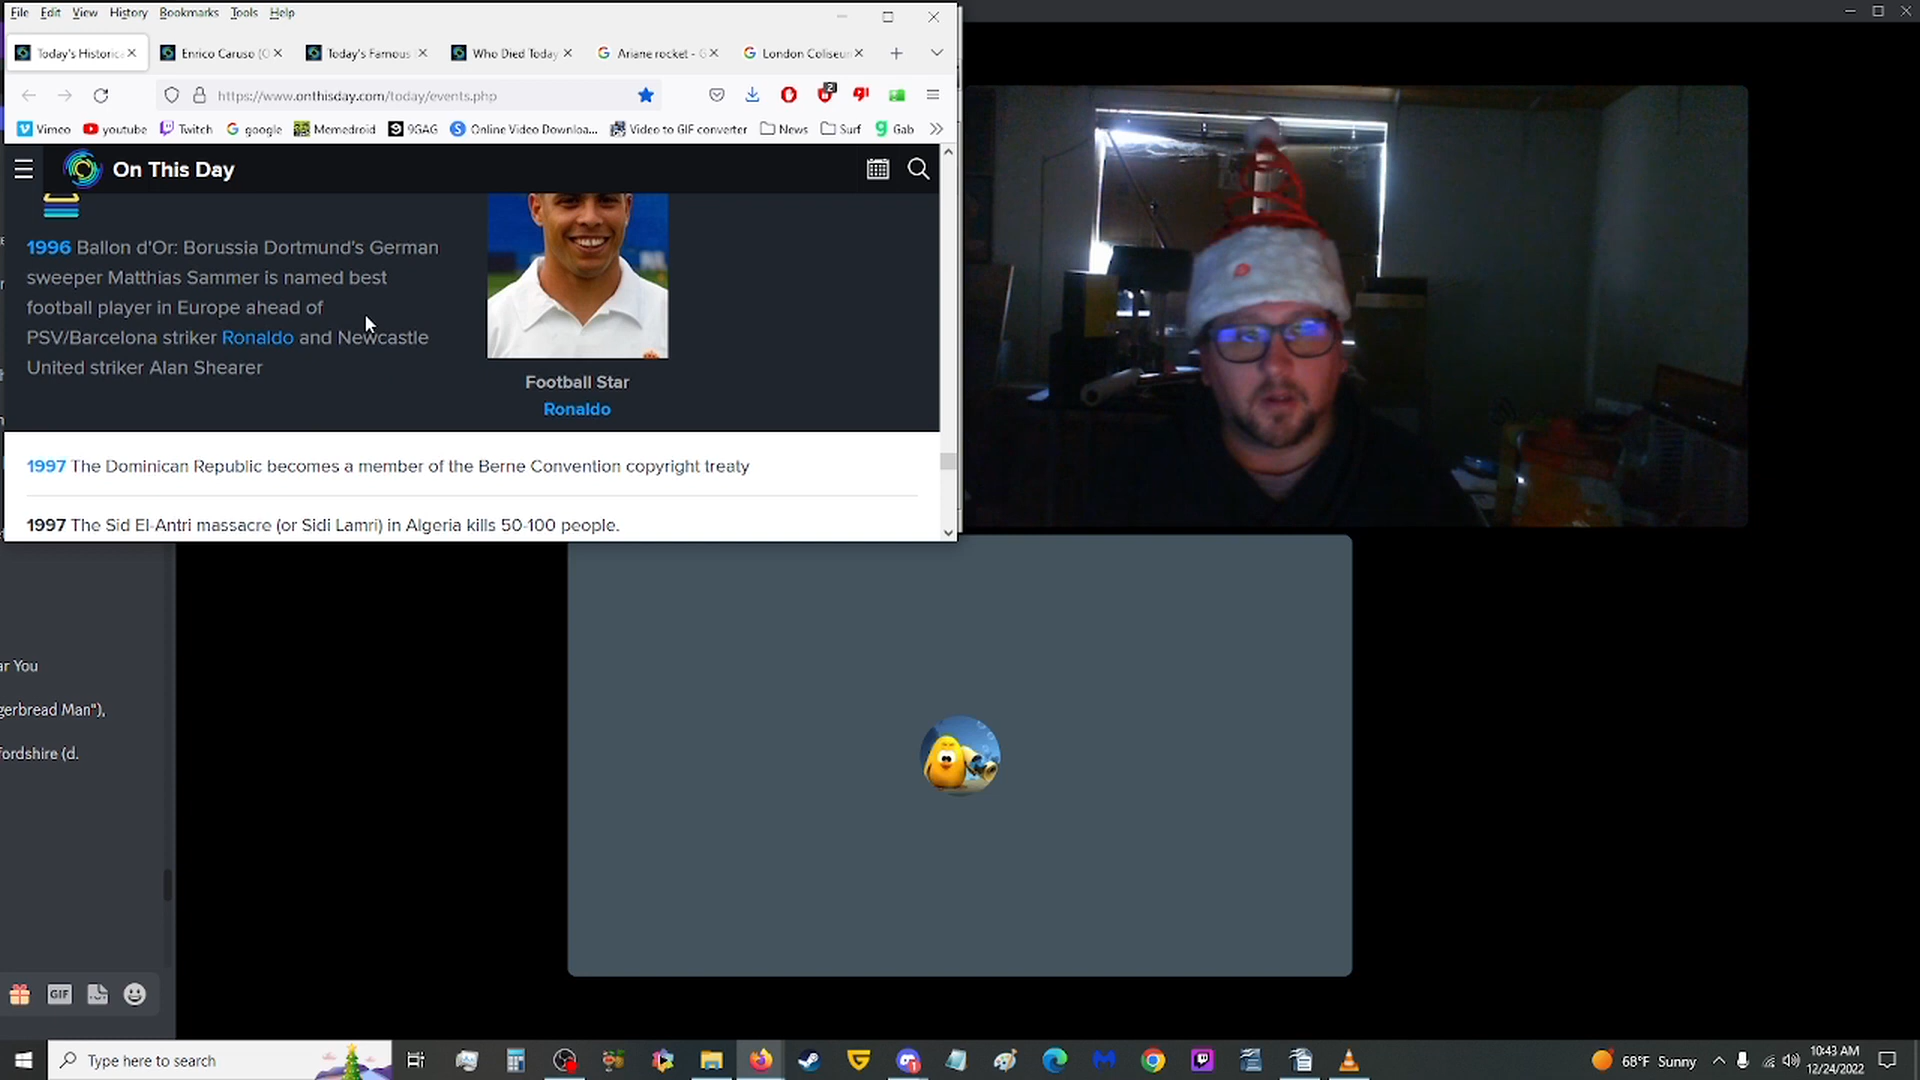 File Edit View History Bookmarks Tools Help
Today's Historic
Enrico Caruso (O
Today's Famous
Who Died Today
Ariane rocket - G
London Coliseum
https://www.onthisday.com/today/events.php
2
Vimeo youtube Twitch google Memedroid 9GAG Online Video Downloa... Video to GIF converter News Surf Gab
On This Day
1996 Ballon d'Or: Borussia Dortmund's German
sweeper Matthias Sammer is named best
football player in Europe ahead of
PSV/Barcelona striker Ronaldo and Newcastle
United striker Alan Shearer
Football Star
Ronaldo
1997 The Dominican Republic becomes a member of the Berne Convention copyright treaty
1997 The Sid El-Antri massacre (or Sidi Lamri) in Algeria kills 50-100 people.
ar You
gerbread Man"),
fordshire (d.
GIF
Type here to search
1
68°F Sunny
10:43 AM
12/24/2022